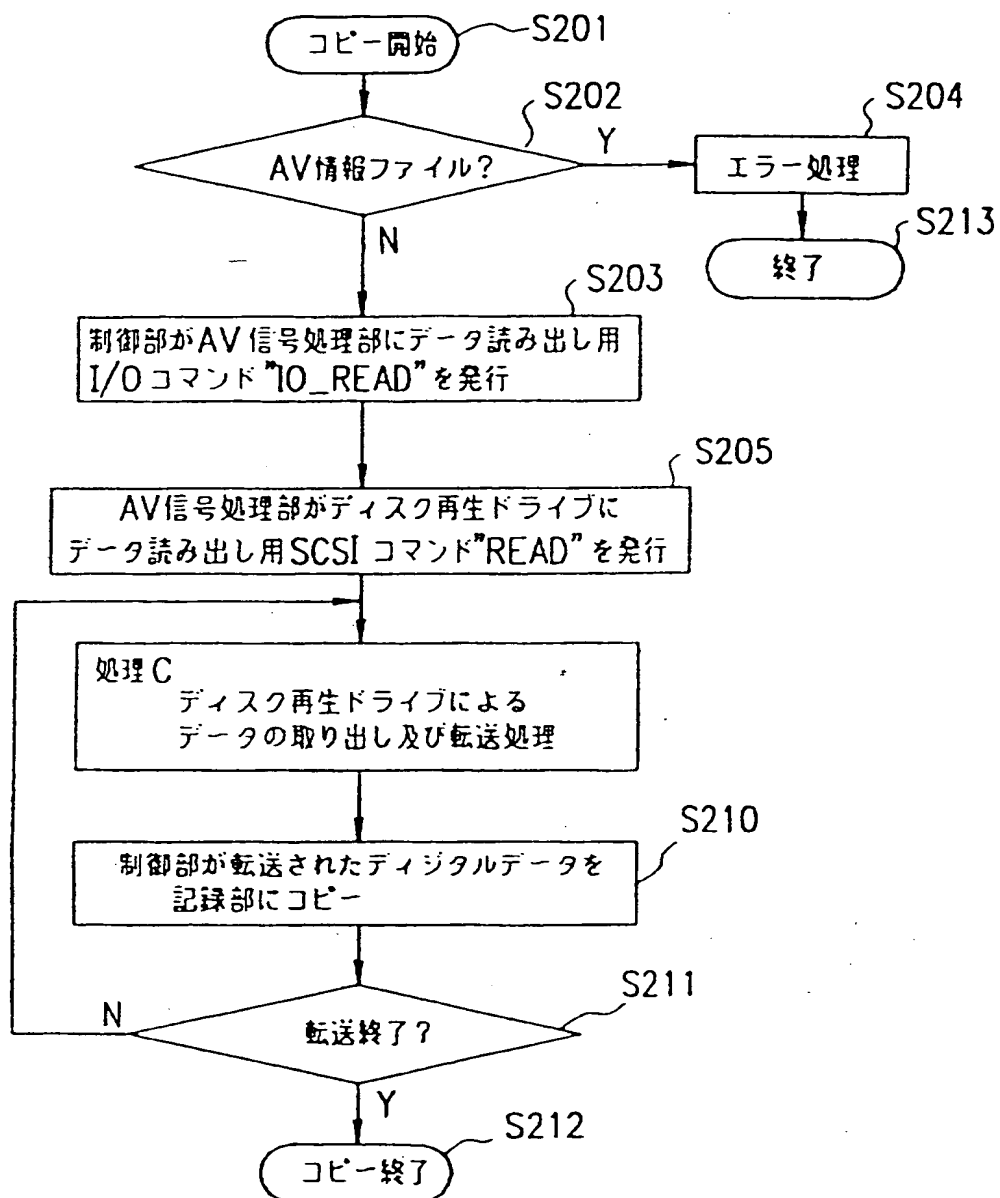 コピー開始
S201
S202
AV情報ファイル?
Y
S204
エラー処理
S213
終了
N
S203
制御部がAV信号処理部にデータ読み出し用
I/Oコマンド"IO_READ"を発行
S205
AV信号処理部がディスク再生ドライブに
データ読み出し用SCSIコマンド"READ"を発行
処理C
ディスク再生ドライブによる
データの取り出し及び転送処理
S210
制御部が転送されたディジタルデータを
記録部にコピー
S211
N
転送終了?
Y
S212
コピー終了